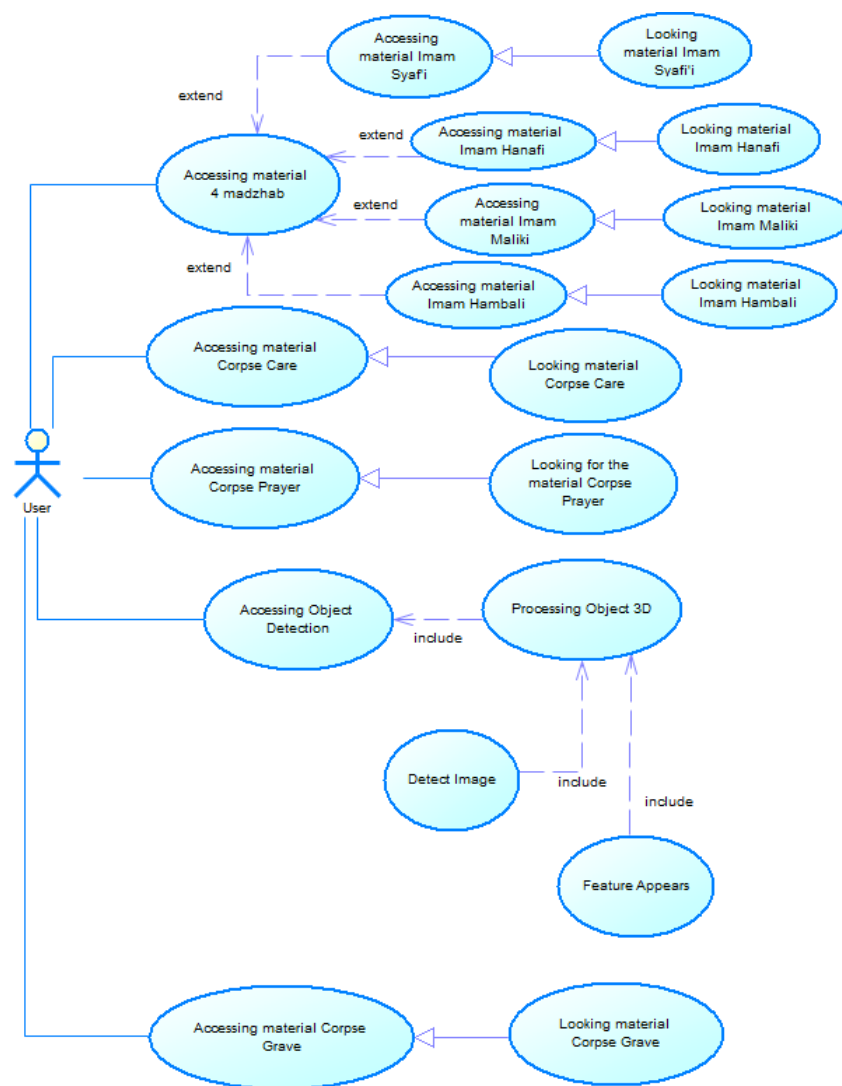 Accessing
material Imam
Syaf'i
Looking
material Imam
Syafi'i
extend
Accessing material
4 madzhab
extend
Accessing material
Imam Hanafi
Looking material
Imam Hanafi
extend
Accessing
material Imam
Maliki
Looking material
Imam Maliki
extend
Accessing material
Imam Hambali
Looking material
Imam Hambali
Accessing material
Corpse Care
Looking material
Corpse Care
User
Accessing material
Corpse Prayer
Looking for the
material Corpse
Prayer
Accessing Object
Detection
include
Processing Object 3D
Detect Image
include
include
Feature Appears
Accessing material Corpse
Grave
Looking material
Corpse Grave